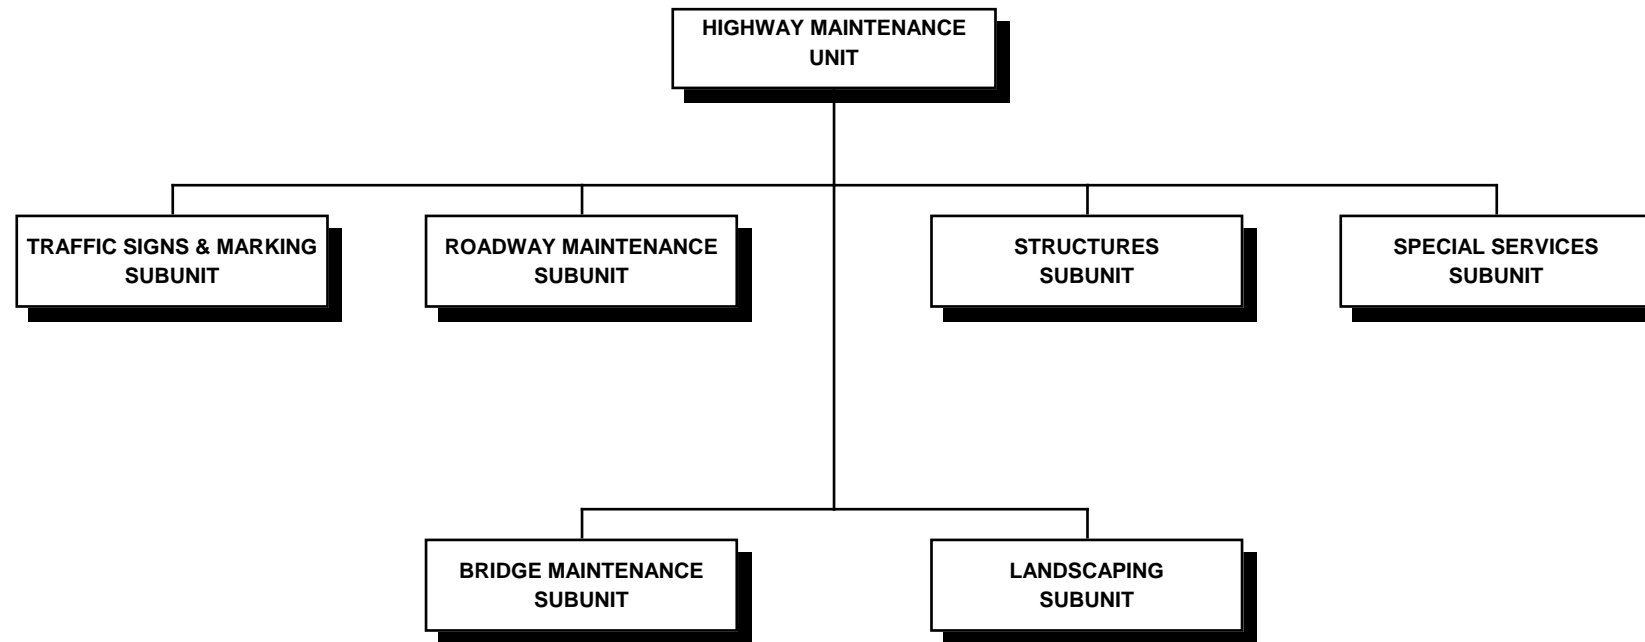 HIGHWAY MAINTENANCE
UNIT
TRAFFIC SIGNS & MARKING
SUBUNIT
ROADWAY MAINTENANCE
SUBUNIT
STRUCTURES
SUBUNIT
SPECIAL SERVICES
SUBUNIT
BRIDGE MAINTENANCE
SUBUNIT
LANDSCAPING
SUBUNIT